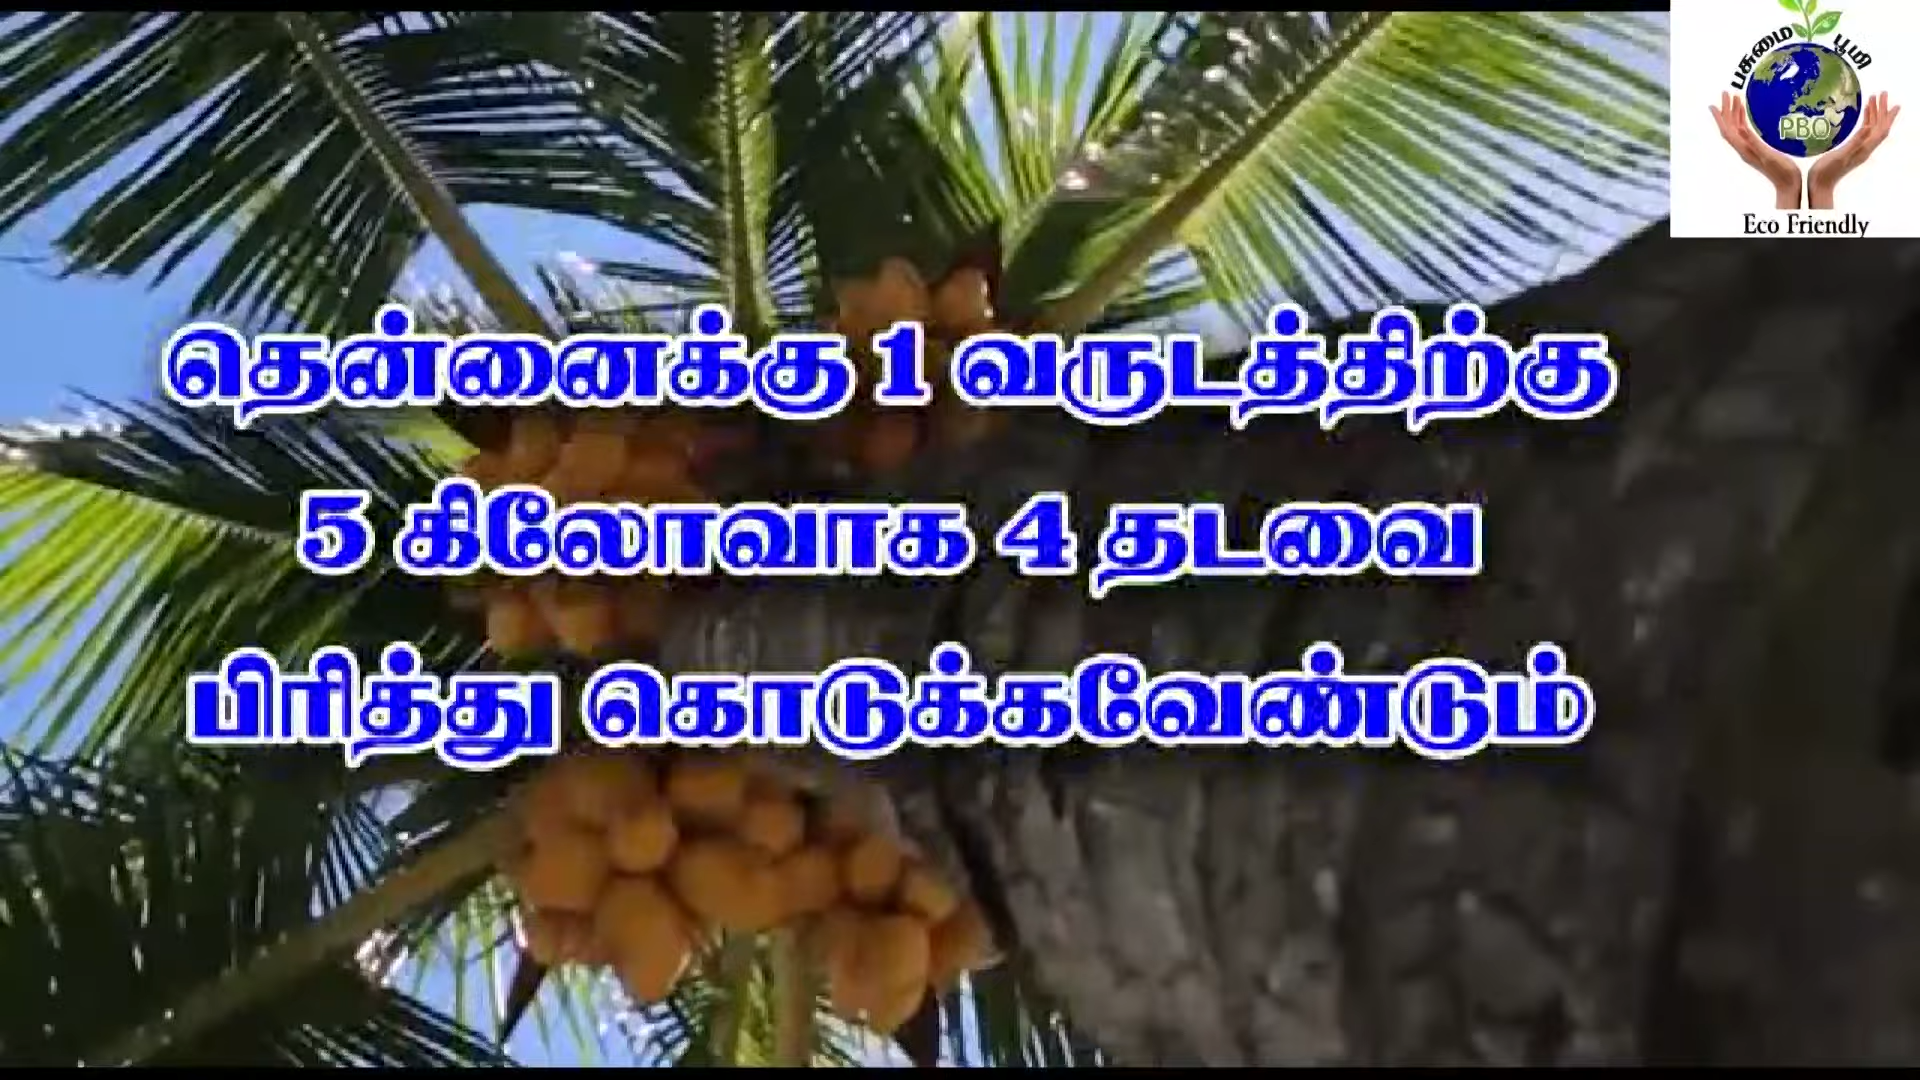 பசுமை பூமி
PBO
Eco Friendly
தென்னைக்கு 1 வருடத்திற்கு
5 கிலோவாக 4 தடவை
பிரித்து கொடுக்கவேண்டும்